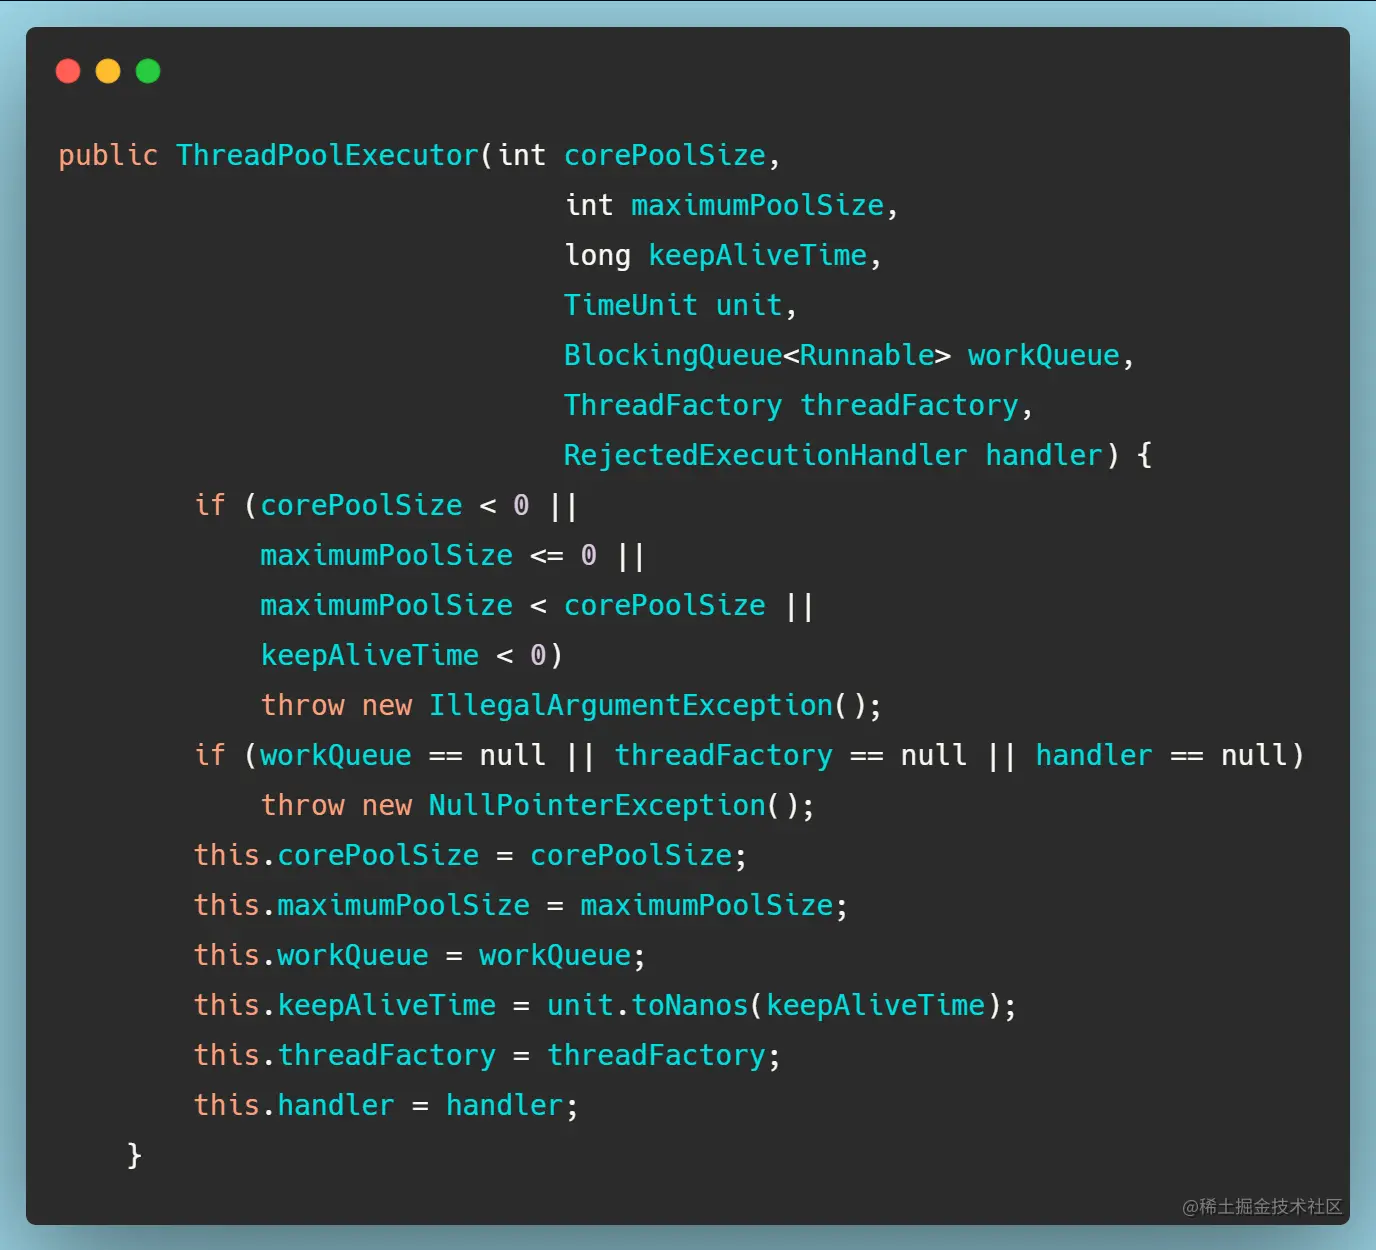 public ThreadPoolExecutor(int corePoolSize,
                              int maximumPoolSize,
                              long keepAliveTime,
                              TimeUnit unit,
                              BlockingQueue<Runnable> workQueue,
                              ThreadFactory threadFactory,
                              RejectedExecutionHandler handler) {
        if (corePoolSize < 0 ||
            maximumPoolSize <= 0 ||
            maximumPoolSize < corePoolSize ||
            keepAliveTime < 0)
            throw new IllegalArgumentException();
        if (workQueue == null || threadFactory == null || handler == null)
            throw new NullPointerException();
        this.corePoolSize = corePoolSize;
        this.maximumPoolSize = maximumPoolSize;
        this.workQueue = workQueue;
        this.keepAliveTime = unit.toNanos(keepAliveTime);
        this.threadFactory = threadFactory;
        this.handler = handler;
    }
@稀土掘金技术社区